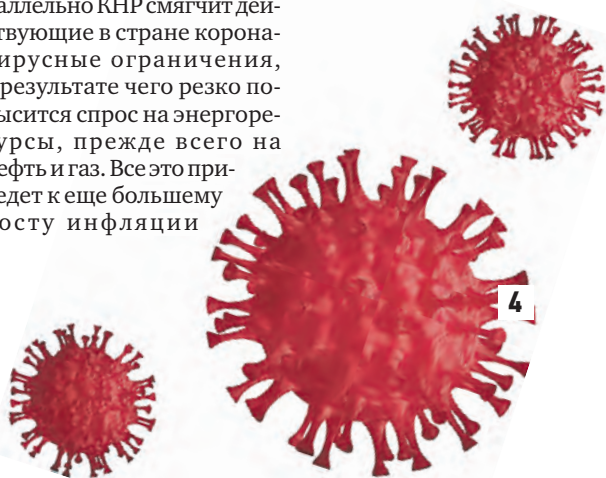 аллельно КНР смягчит дей-
твующие в стране корона-
ирусные ограничения,
результате чего резко по-
ысится спрос на энергоре-
урсы, прежде всего на
ефть и газ. Все это при-
едет к еще большему
осту инфляции
4